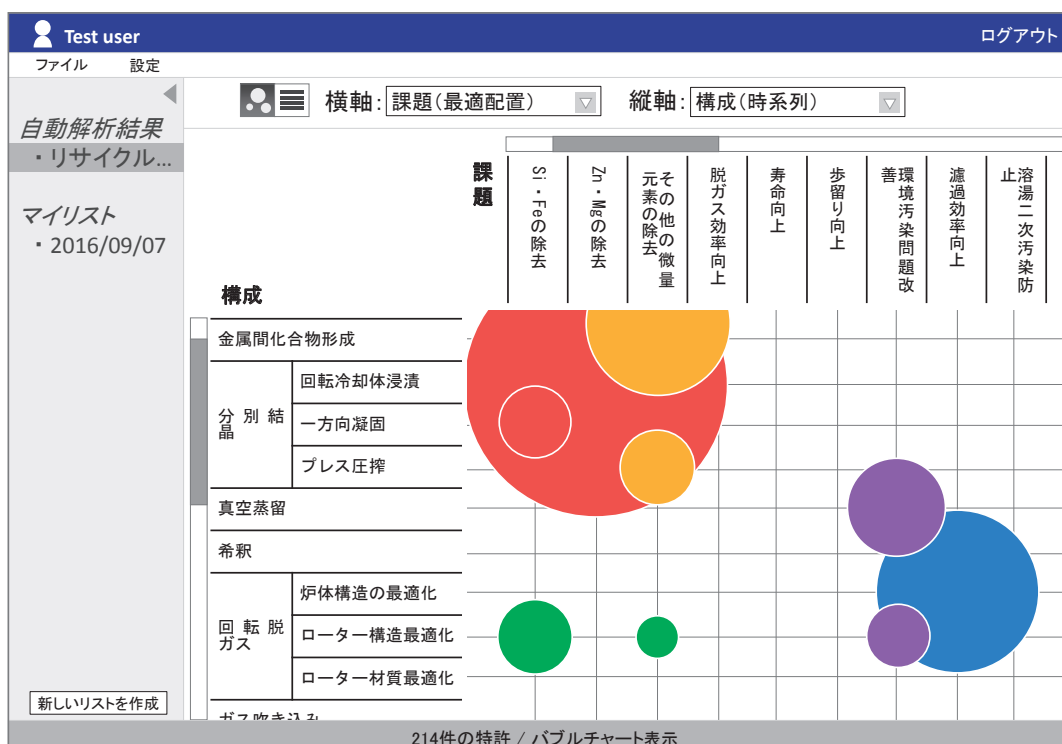 Test user
ログアウト
ファイル 設定
横軸: 課題(最適配置) 縦軸: 構成(時系列)
自動解析結果
・リサイクル...
マイリスト
・2016/09/07
課題
Si・Feの除去
Zn・Mgの除去
その他の微量
元素の除去
脱ガス効率向上
寿命向上
歩留り向上
環境汚染問題改
善
濾過効率向上
溶湯二次汚染防
止
構成
金属間化合物形成
分別結
晶
回転冷却体浸漬
一方向凝固
プレス圧搾
真空蒸留
希釈
回転脱
ガス
炉体構造の最適化
ローター構造最適化
ローター材質最適化
ガス吹き込み
新しいリストを作成
214件の特許 / バブルチャート表示